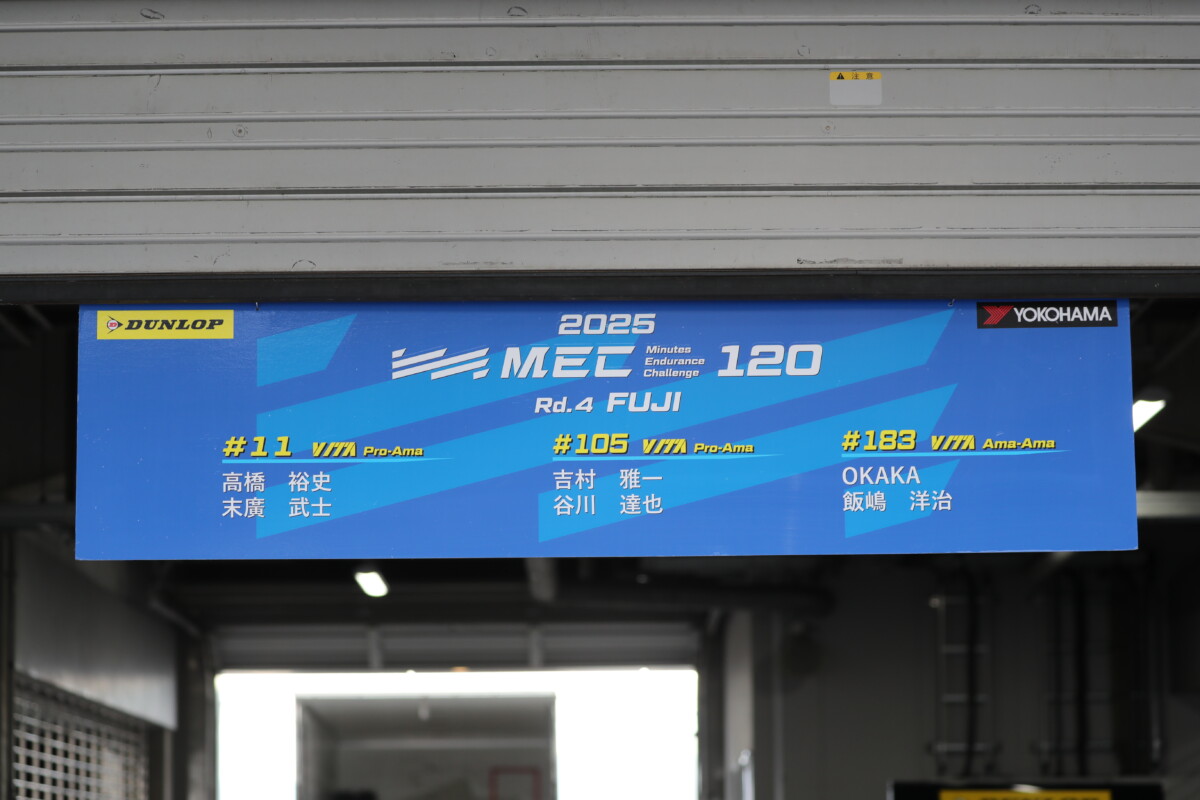 注意
DUNLOP
YOKOHAMA
2025
MEC Minutes Endurance Challenge 120
Rd.4 FUJI
#11 VITA Pro-Ama
高橋　裕史
末廣　武士
#105 VITA Pro-Ama
吉村　雅一
谷川　達也
#183 VITA Ama-Ama
OKAKA
飯嶋　洋治